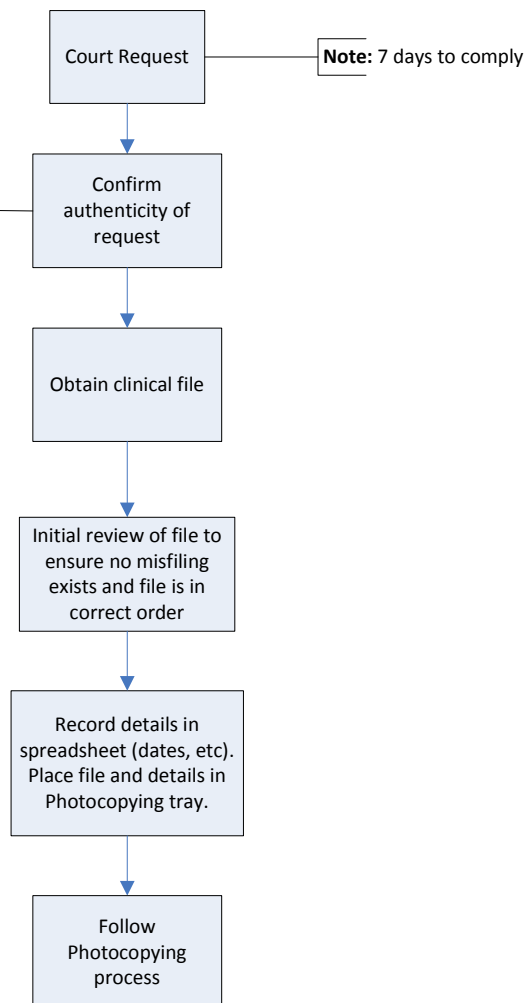 Court Request
Note: 7 days to comply
Confirm
authenticity of
request
Obtain clinical file
Initial review of file to
ensure no misfiling
exists and file is in
correct order
Record details in
spreadsheet (dates, etc).
Place file and details in
Photocopying tray.
Follow
Photocopying
process